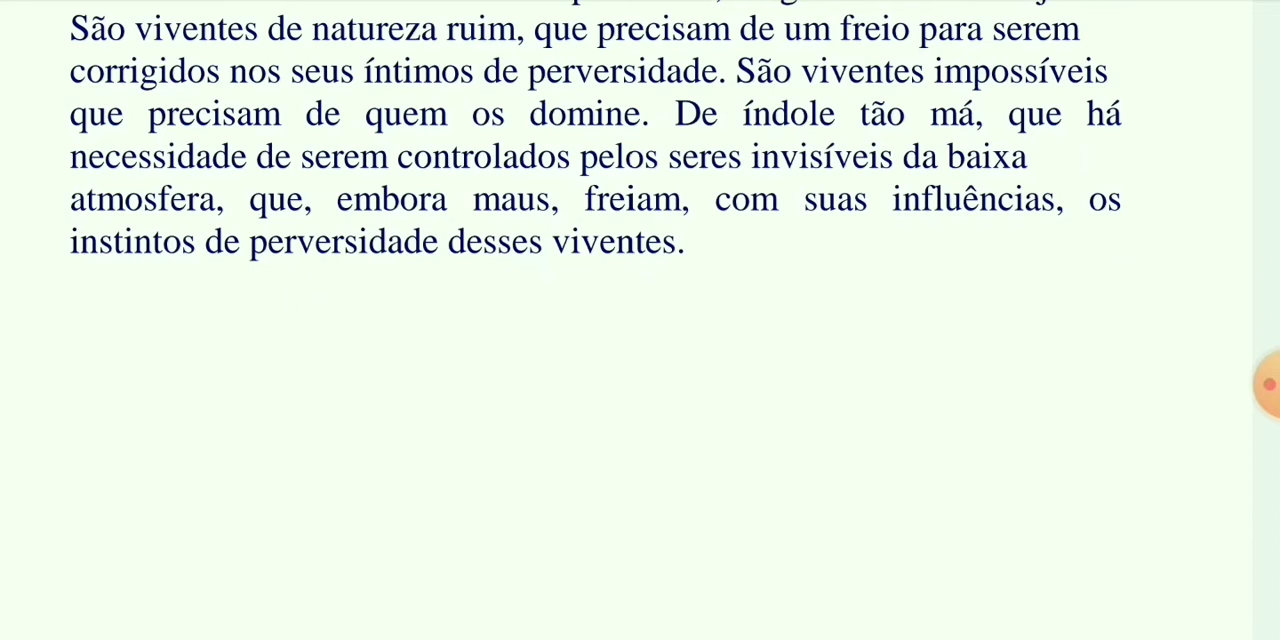 São viventes de natureza ruim, que precisam de um freio para serem
corrigidos nos seus íntimos de perversidade. São viventes impossíveis
que precisam de quem os domine. De índole tão má, que há
necessidade de serem controlados pelos seres invisíveis da baixa
atmosfera, que, embora maus, freiam, com suas influências, os
instintos de perversidade desses viventes.